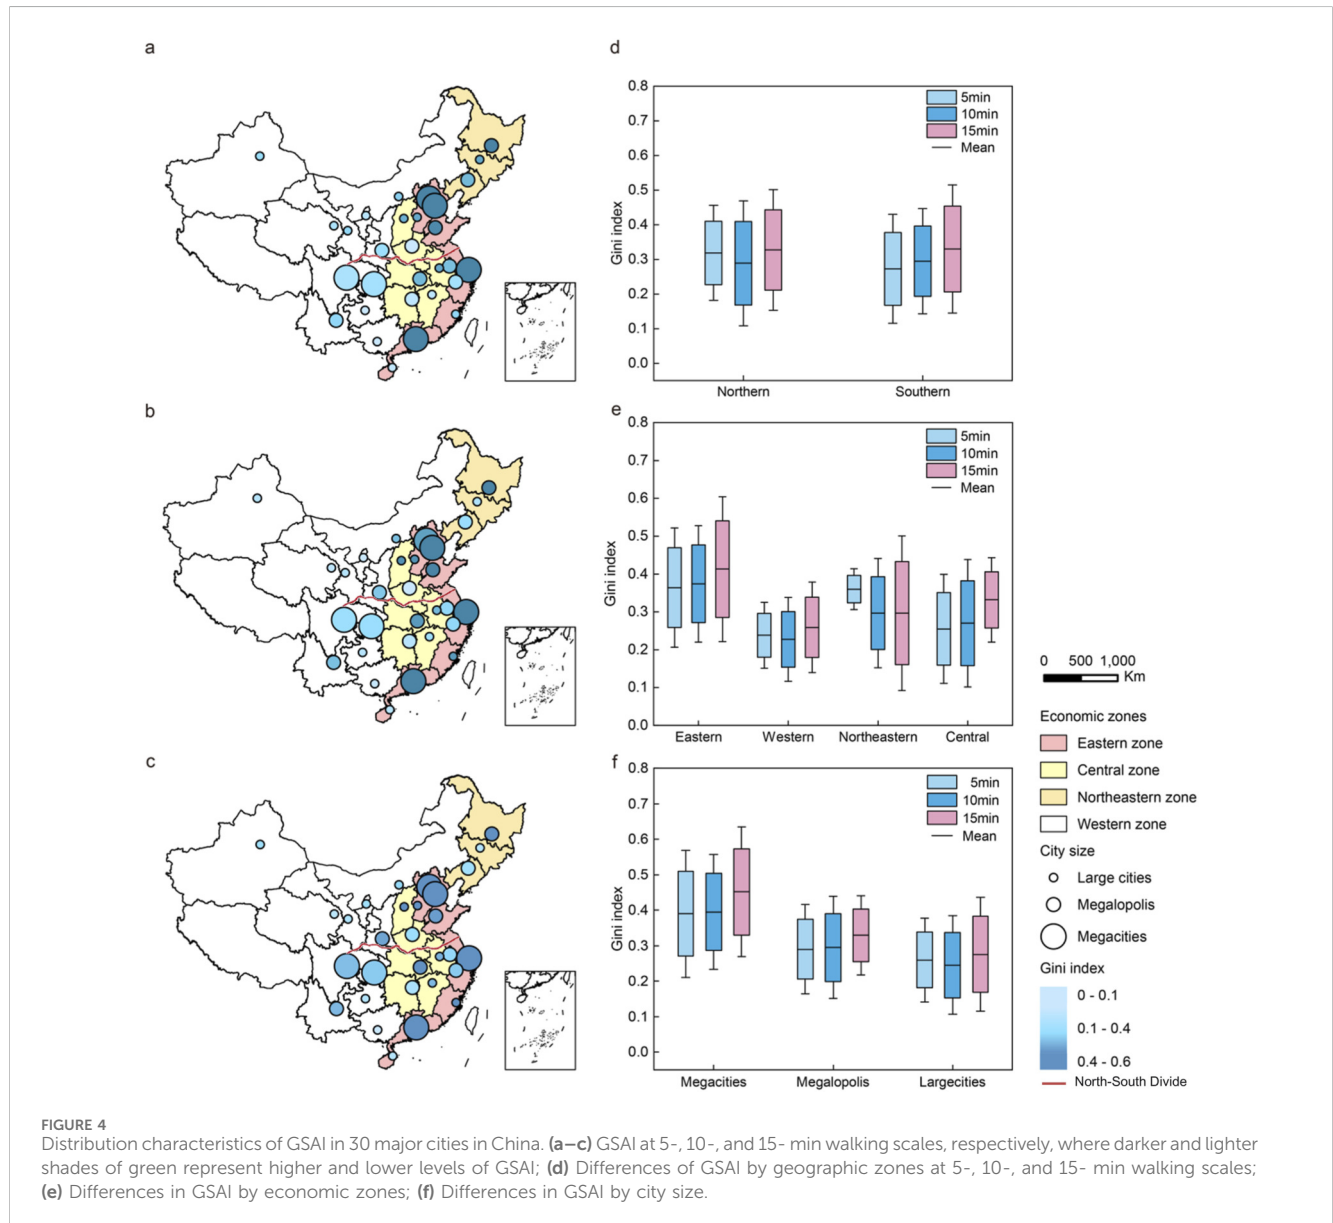 a
b
c
d
0.8
0.7
0.6
0.5
0.4
0.3
0.2
0.1
0.0
Gini index
5min
10min
15min
Mean
Northern
Southern
e
0.8
0.7
0.6
0.5
0.4
0.3
0.2
0.1
0.0
Gini index
5min
10min
15min
Mean
Eastern
Western
Northeastern
Central
f
0.8
0.7
0.6
0.5
0.4
0.3
0.2
0.1
0.0
Gini index
5min
10min
15min
Mean
Megacities
Megalopolis
Largecities
0 500 1,000
Km
Economic zones
Eastern zone
Central zone
Northeastern zone
Western zone
City size
Large cities
Megalopolis
Megacities
Gini index
0 - 0.1
0.1 - 0.4
0.4 - 0.6
North-South Divide
FIGURE 4
Distribution characteristics of GSAI in 30 major cities in China. (a–c) GSAI at 5-, 10-, and 15- min walking scales, respectively, where darker and lighter
shades of green represent higher and lower levels of GSAI; (d) Differences of GSAI by geographic zones at 5-, 10-, and 15- min walking scales;
(e) Differences in GSAI by economic zones; (f) Differences in GSAI by city size.